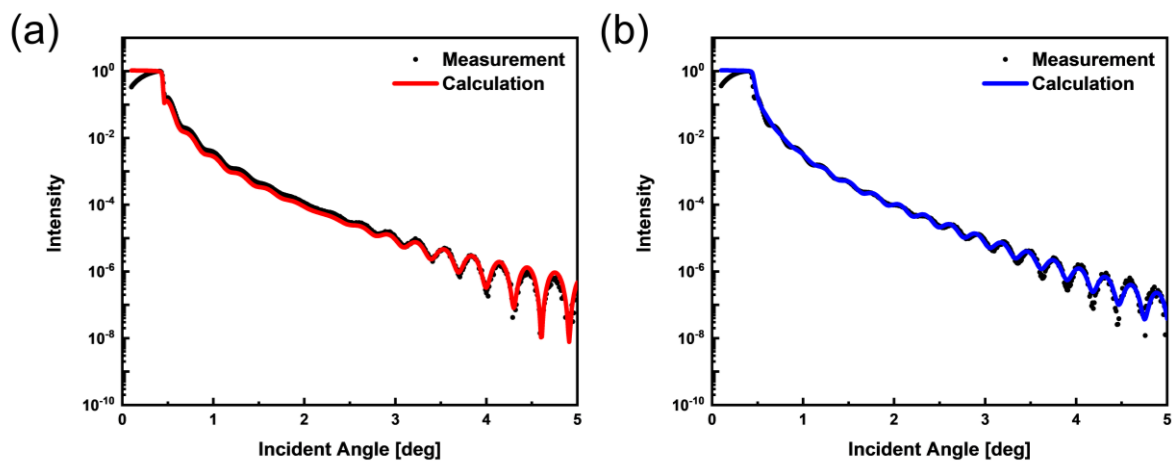 (a)
Measurement
Calculation
10^0
10^-2
10^-4
10^-6
10^-8
10^-10
Intensity
0 1 2 3 4 5
Incident Angle [deg]
(b)
Measurement
Calculation
10^0
10^-2
10^-4
10^-6
10^-8
10^-10
Intensity
0 1 2 3 4 5
Incident Angle [deg]